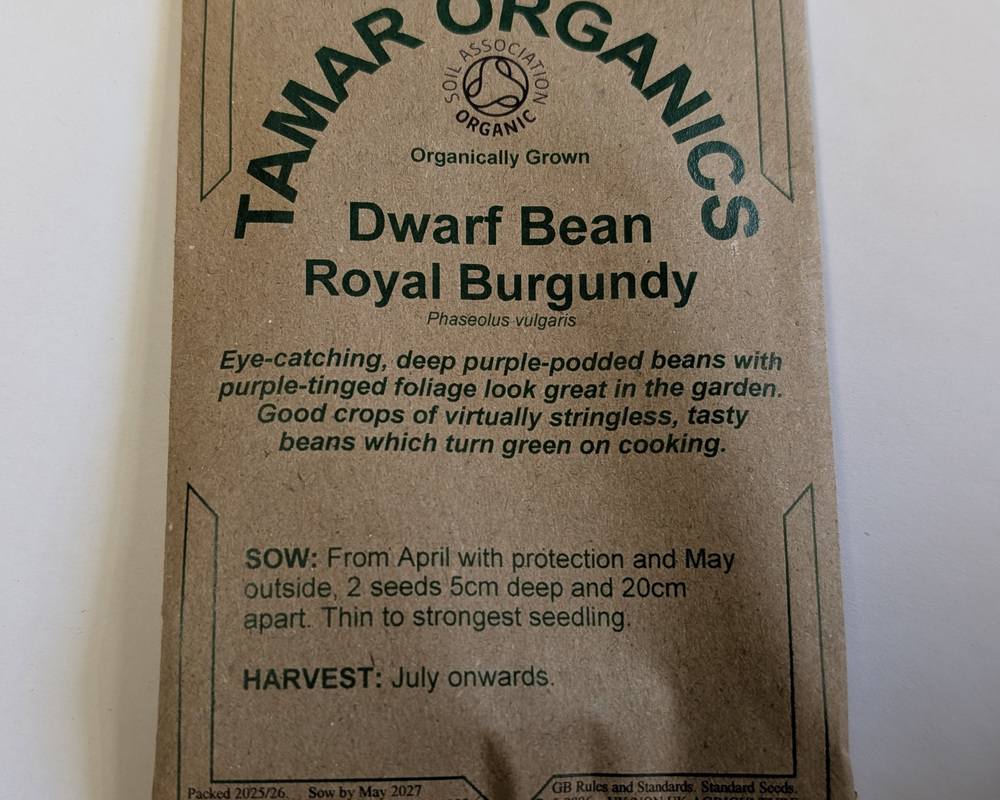 TAMAR ORGANICS
SOIL ASSOCIATION
ORGANIC
Organically Grown
Dwarf Bean
Royal Burgundy
Phaseolus vulgaris
Eye-catching, deep purple-podded beans with
purple-tinged foliage look great in the garden.
Good crops of virtually stringless, tasty
beans which turn green on cooking.
SOW: From April with protection and May
outside, 2 seeds 5cm deep and 20cm
apart. Thin to strongest seedling.
HARVEST: July onwards.
Packed 2025/26. Sow by May 2027
GB Rules and Standards. Standard Seeds.